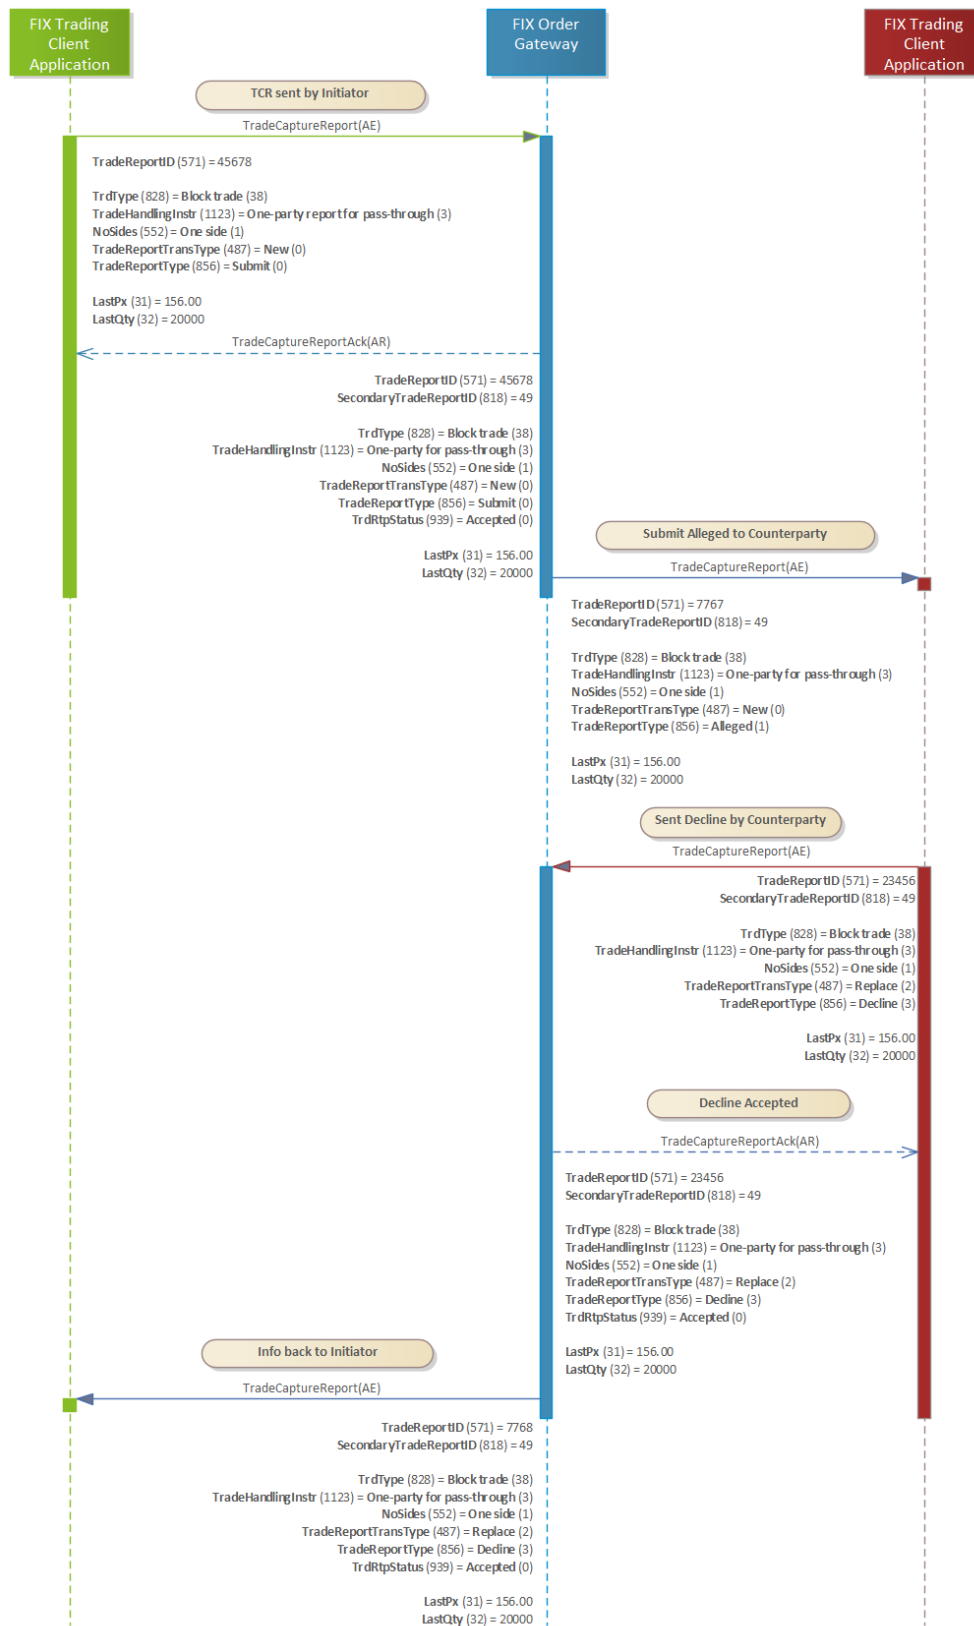 FIX Trading
Client
Application
FIX Order
Gateway
FIX Trading
Client
Application
TCR sent by Initiator
TradeCaptureReport(AE)
TradeReportID (571) = 45678
TrdType (828) = Block trade (38)
TradeHandlingInstr (1123) = One-party report for pass-through (3)
NoSides (552) = One side (1)
TradeReportTransType (487) = New (0)
TradeReportType (856) = Submit (0)
LastPx (31) = 156.00
LastQty (32) = 20000
TradeCaptureReportAck(AR)
TradeReportID (571) = 45678
SecondaryTradeReportID (818) = 49
TrdType (828) = Block trade (38)
TradeHandlingInstr (1123) = One-party for pass-through (3)
NoSides (552) = One side (1)
TradeReportTransType (487) = New (0)
TradeReportType (856) = Submit (0)
TrdRtpStatus (939) = Accepted (0)
LastPx (31) = 156.00
LastQty (32) = 20000
Submit Alleged to Counterparty
TradeCaptureReport(AE)
TradeReportID (571) = 7767
SecondaryTradeReportID (818) = 49
TrdType (828) = Block trade (38)
TradeHandlingInstr (1123) = One-party for pass-through (3)
NoSides (552) = One side (1)
TradeReportTransType (487) = New (0)
TradeReportType (856) = Alleged (1)
LastPx (31) = 156.00
LastQty (32) = 20000
Sent Decline by Counterparty
TradeCaptureReport(AE)
TradeReportID (571) = 23456
SecondaryTradeReportID (818) = 49
TrdType (828) = Block trade (38)
TradeHandlingInstr (1123) = One-party for pass-through (3)
NoSides (552) = One side (1)
TradeReportTransType (487) = Replace (2)
TradeReportType (856) = Decline (3)
LastPx (31) = 156.00
LastQty (32) = 20000
Decline Accepted
TradeCaptureReportAck(AR)
TradeReportID (571) = 23456
SecondaryTradeReportID (818) = 49
TrdType (828) = Block trade (38)
TradeHandlingInstr (1123) = One-party for pass-through (3)
NoSides (552) = One side (1)
TradeReportTransType (487) = Replace (2)
TradeReportType (856) = Decline (3)
TrdRtpStatus (939) = Accepted (0)
LastPx (31) = 156.00
LastQty (32) = 20000
Info back to Initiator
TradeCaptureReport(AE)
TradeReportID (571) = 7768
SecondaryTradeReportID (818) = 49
TrdType (828) = Block trade (38)
TradeHandlingInstr (1123) = One-party for pass-through (3)
NoSides (552) = One side (1)
TradeReportTransType (487) = Replace (2)
TradeReportType (856) = Decline (3)
TrdRtpStatus (939) = Accepted (0)
LastPx (31) = 156.00
LastQty (32) = 20000